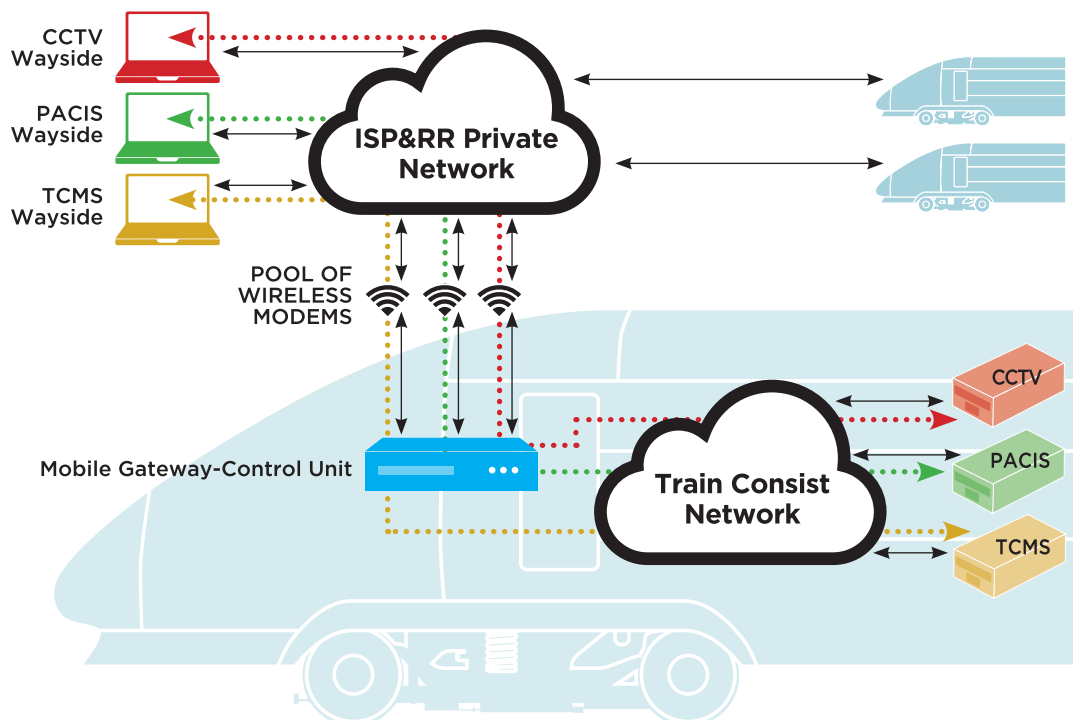 CCTV
Wayside
PACIS
Wayside
TCMS
Wayside
ISP&RR Private
Network
POOL OF
WIRELESS
MODEMS
Mobile Gateway-Control Unit
Train Consist
Network
CCTV
PACIS
TCMS